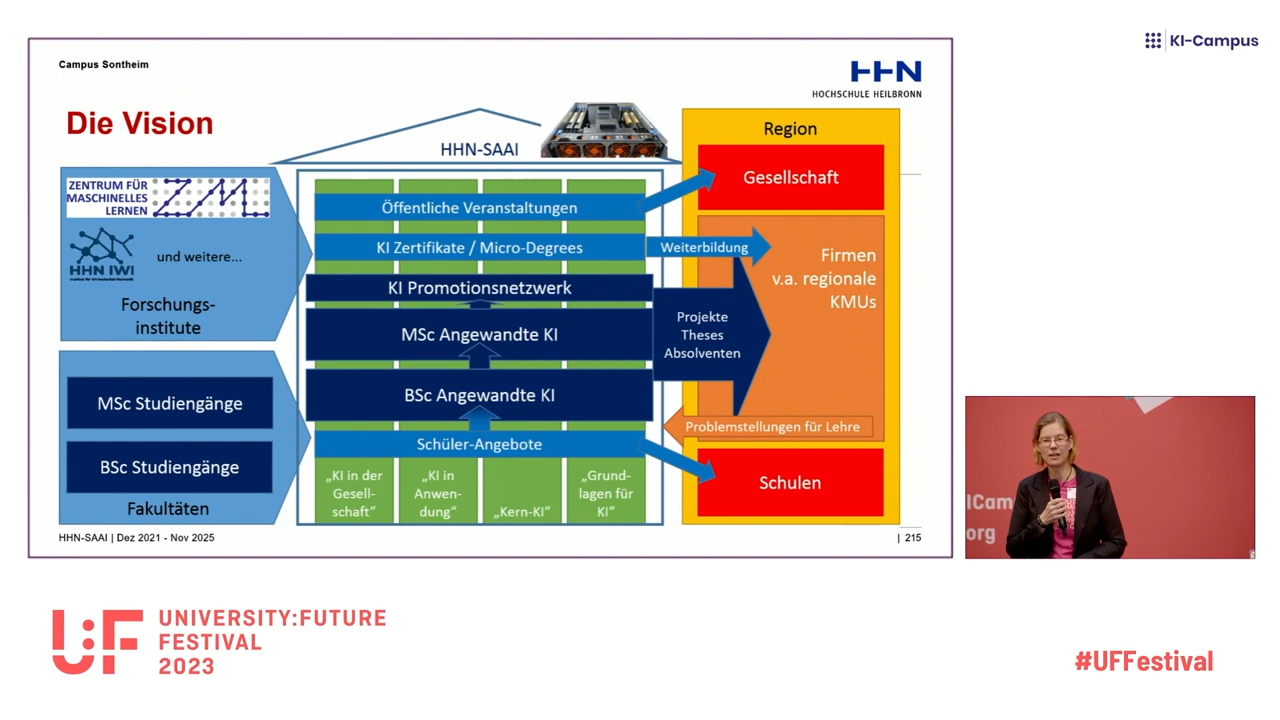 KI-Campus
Campus Sontheim
HHN
HOCHSCHULE HEILBRONN
Die Vision
HHN-SAAI
ZENTRUM FÜR
MASCHINELLES
LERNEN
ZML
HHN IWI
und weitere...
Forschungs-
institute
MSc Studiengänge
BSc Studiengänge
Fakultäten
Öffentliche Veranstaltungen
KI Zertifikate / Micro-Degrees
KI Promotionsnetzwerk
MSc Angewandte KI
BSc Angewandte KI
Schüler-Angebote
„KI in der
Gesell-
schaft“
„KI in
Anwen-
dung“
„Kern-KI“
„Grund-
lagen für
KI“
Weiterbildung
Projekte
Theses
Absolventen
Problemstellungen für Lehre
Region
Gesellschaft
Firmen
v.a. regionale
KMUs
Schulen
HHN-SAAI | Dez 2021 - Nov 2025
| 215
ICam
org
U:F
UNIVERSITY:FUTURE
FESTIVAL
2023
#UFFestival